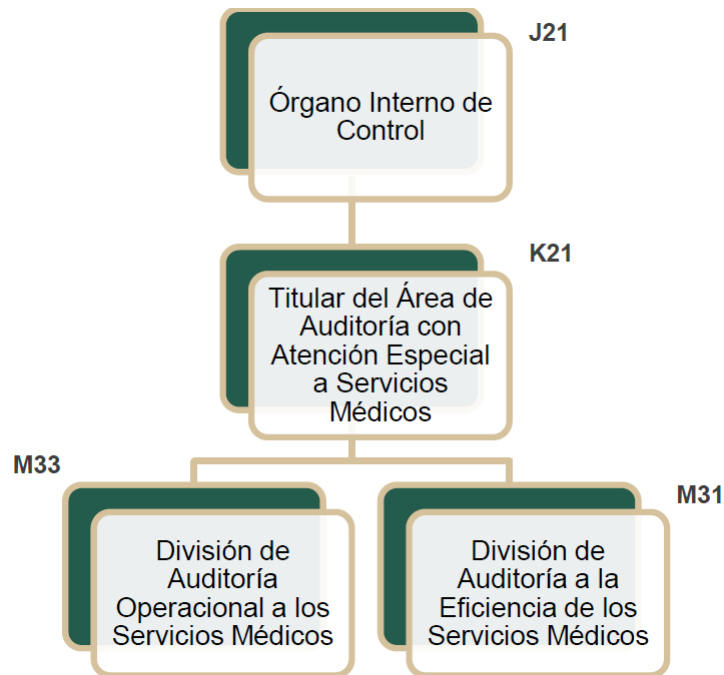 J21
Órgano Interno de
Control
K21
Titular del Área de
Auditoría con
Atención Especial
a Servicios
Médicos
M33
División de
Auditoría
Operacional a los
Servicios Médicos
M31
División de
Auditoría a la
Eficiencia de los
Servicios Médicos